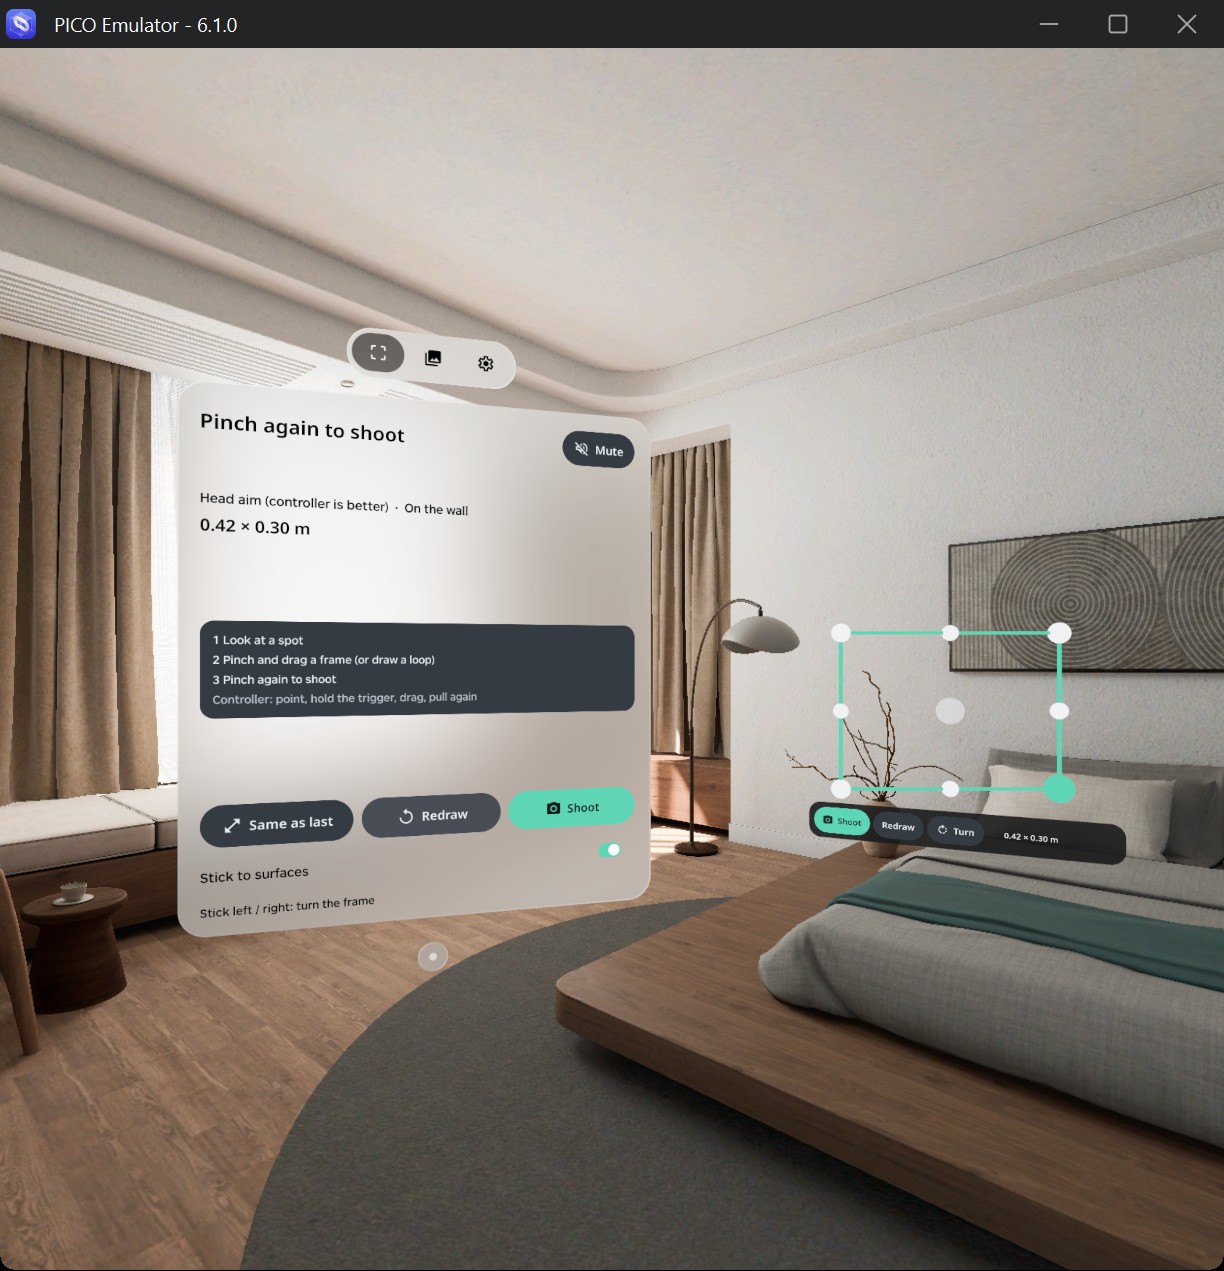 PICO Emulator - 6.1.0
Pinch again to shoot
Mute
Head aim (controller is better) · On the wall
0.42 × 0.30 m
1 Look at a spot
2 Pinch and drag a frame (or draw a loop)
3 Pinch again to shoot
Controller: point, hold the trigger, drag, pull again
Same as last
Redraw
Shoot
Stick to surfaces
Stick left / right: turn the frame
Shoot
Redraw
Turn
0.42 × 0.30 m